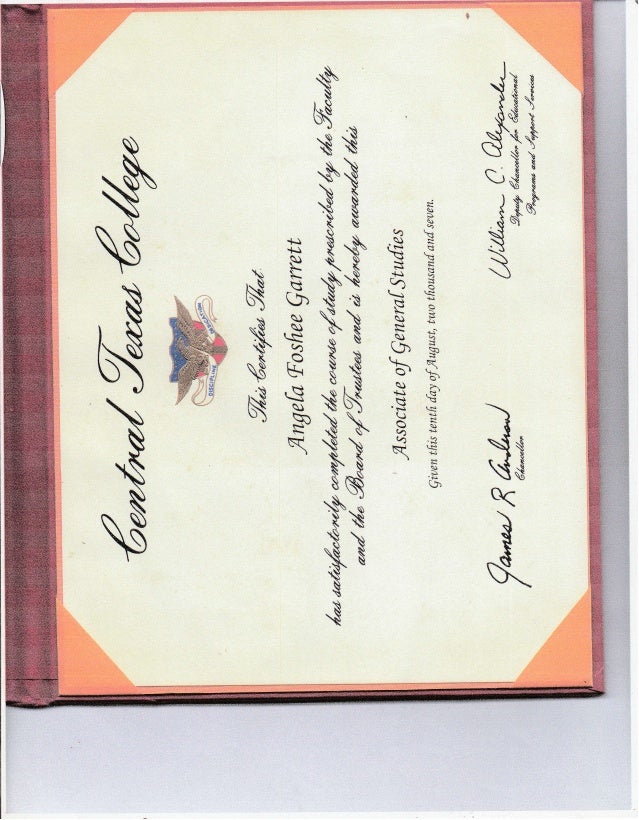 Central Texas College
DISCIPLINE
This Certifies That
Angela Foshee Garrett
has satisfactorily completed the course of study prescribed by the Faculty
and the Board of Trustees and is hereby awarded this
Associate of General Studies
Given this tenth day of August, two thousand and seven.
James R Anderson
Chancellor
William C. Alexander
Deputy Chancellor for Educational
Programs and Support Services